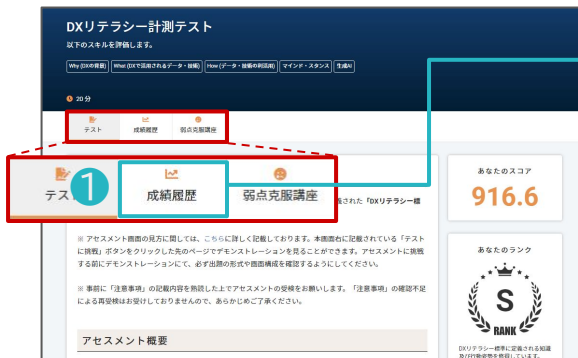 DXリテラシー計測テスト
以下のスキルを評価します。
Why (DXの背景) What (DXで活用されるデータ・技術) How (データ・技術の利活用) マインド・スタンス 生成AI
20 分
テスト 成績履歴 弱点克服講座
テス 1 成績履歴 弱点克服講座
義された「DXリテラシー標
※ アセスメント画面の見方に関しては、こちらに詳しく記載しております。本画面右に記載されている「テスト
に挑戦」ボタンをクリックした先のページでデモンストレーションを見ることができます。アセスメントに挑戦
する前にデモンストレーションにて、必ず出題の形式や画面構成を確認するようにしてください。
※ 事前に「注意事項」の記載内容を熟読した上でアセスメントの受検をお願いします。「注意事項」の確認不足
による再受検はお受けしておりませんので、あらかじめご了承ください。
アセスメント概要
あなたのスコア
916.6
あなたのランク
S
RANK
DXリテラシー標準に定義される知識
及び行動姿勢を修得しています。